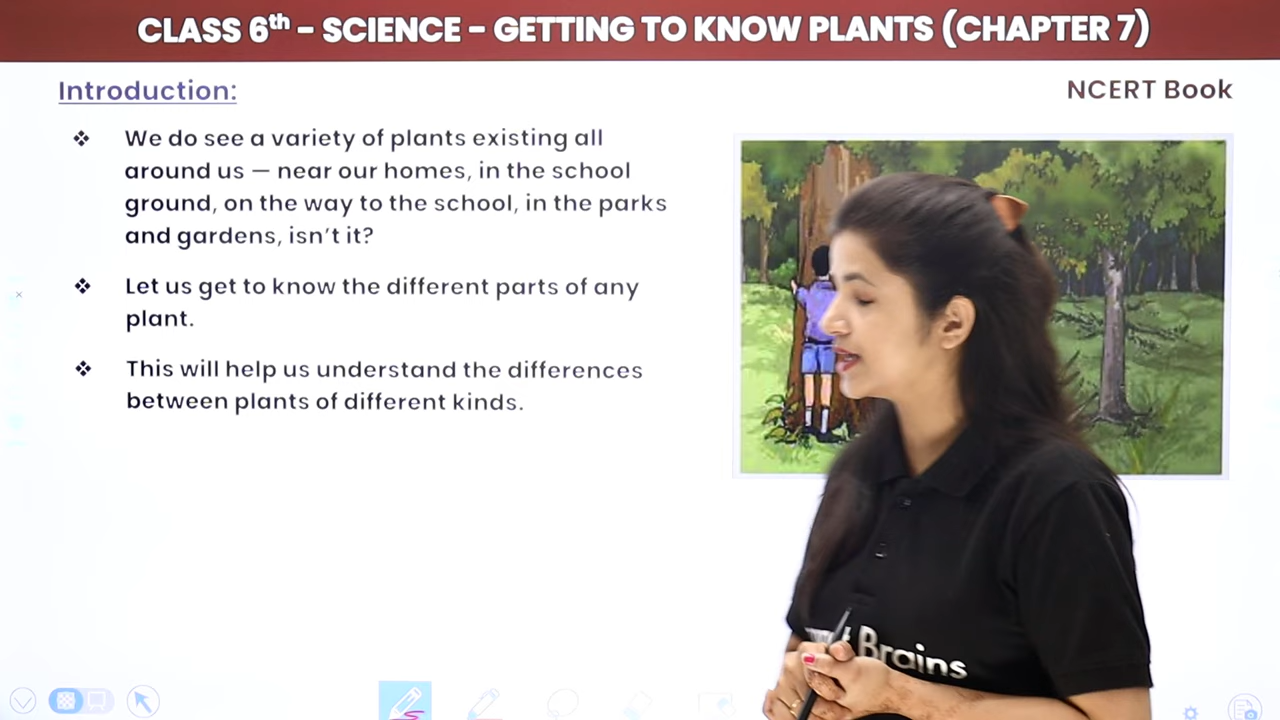 CLASS 6th - SCIENCE - GETTING TO KNOW PLANTS (CHAPTER 7)
Introduction:
NCERT Book
❖ We do see a variety of plants existing all
around us — near our homes, in the school
ground, on the way to the school, in the parks
and gardens, isn't it?
❖ Let us get to know the different parts of any
plant.
❖ This will help us understand the differences
between plants of different kinds.
Brains